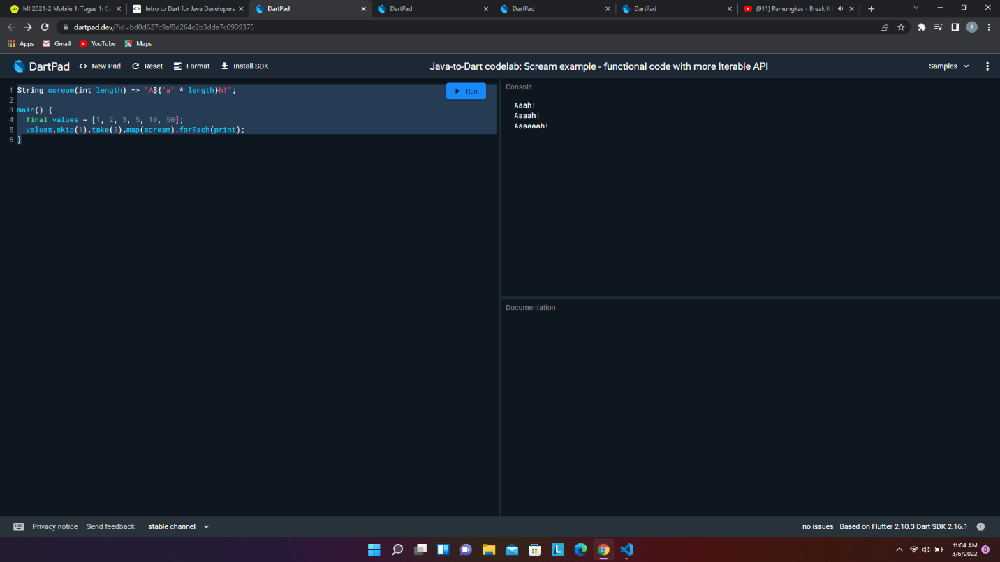 MI 2021-2 Mobile 1: Tugas 1: Co
Intro to Dart for Java Developers
DartPad
DartPad
DartPad
DartPad
(911) Pamungkas - Break It
dartpad.dev/?id=bd0d627c9af8d264c2b3dde7c0939375
A
Apps
Gmail
YouTube
Maps
DartPad
New Pad
Reset
Format
Install SDK
Java-to-Dart codelab: Scream example - functional code with more Iterable API
Samples
1 String scream(int length) => "A${'a' * length}h!";
2
3 main() {
4   final values = [1, 2, 3, 5, 10, 50];
5   values.skip(1).take(3).map(scream).forEach(print);
6 }
Run
Console
Aaah!
Aaaah!
Aaaaaah!
Documentation
Privacy notice
Send feedback
stable channel
no issues
Based on Flutter 2.10.3 Dart SDK 2.16.1
L
11:04 AM
3/6/2022
8